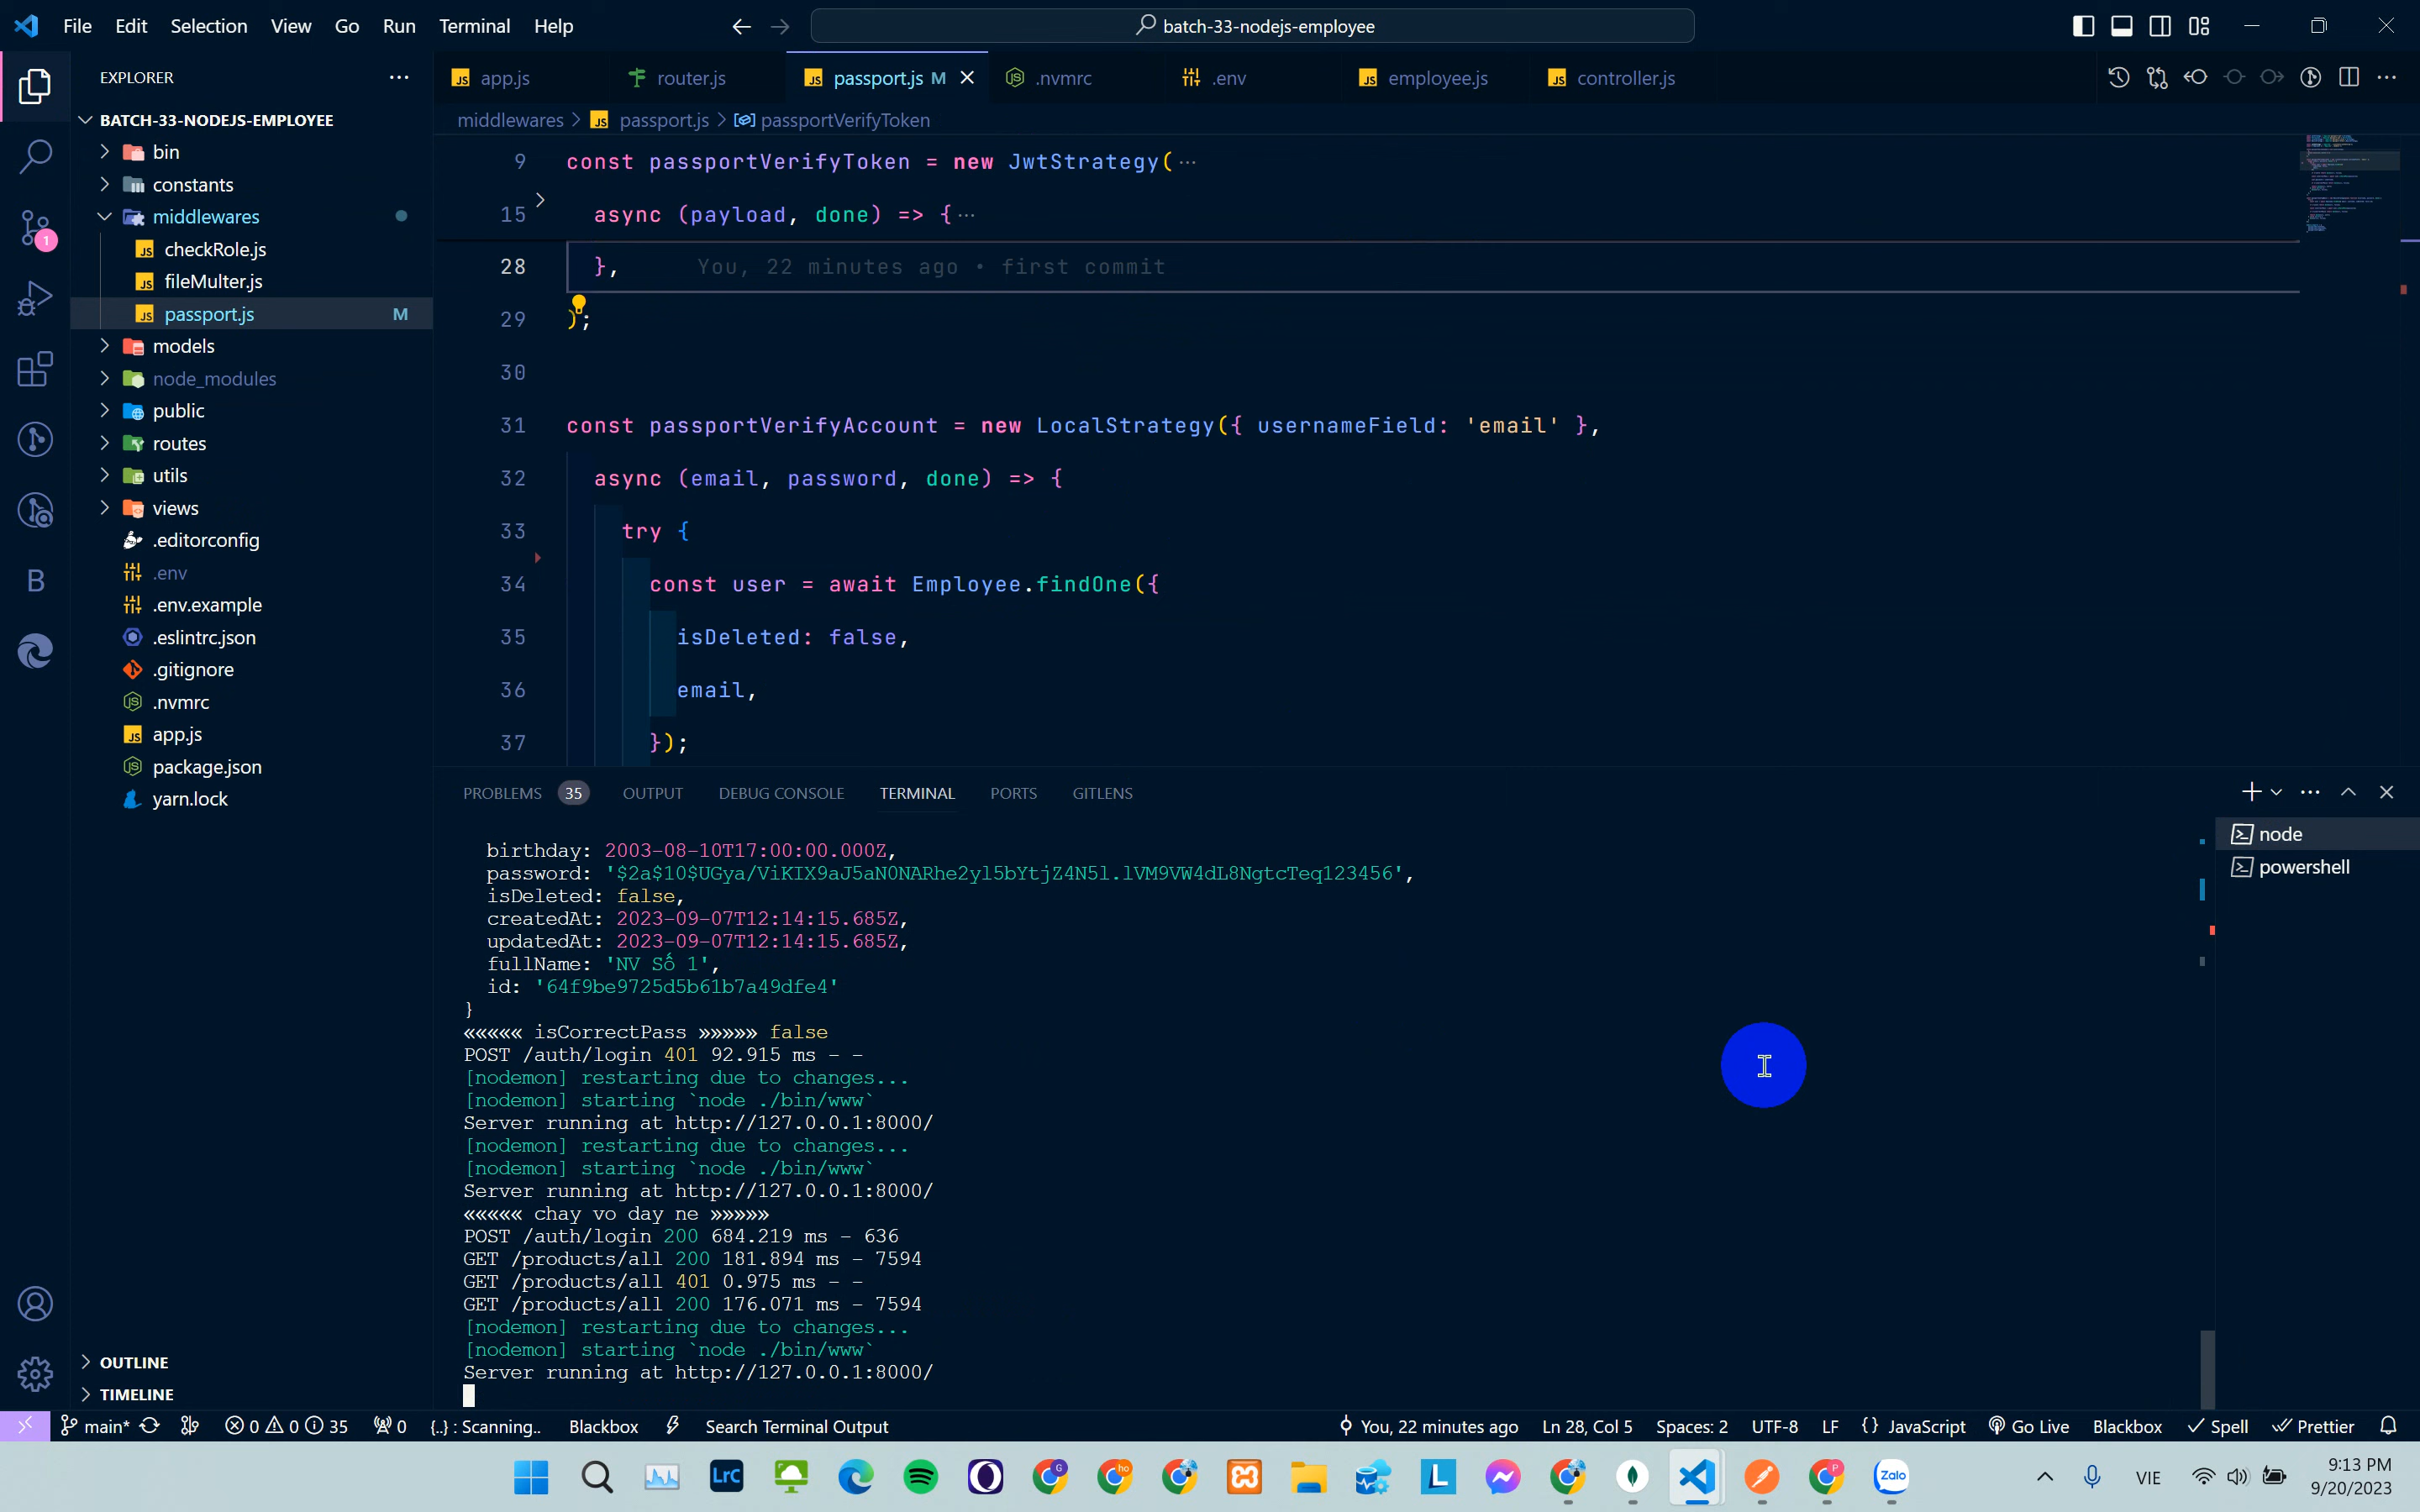 File Edit Selection View Go Run Terminal Help
batch-33-nodejs-employee
EXPLORER
BATCH-33-NODEJS-EMPLOYEE
bin
constants
middlewares
checkRole.js
fileMulter.js
passport.js M
models
node_modules
public
routes
utils
views
.editorconfig
.env
.env.example
.eslintrc.json
.gitignore
.nvmrc
app.js
package.json
yarn.lock
OUTLINE
TIMELINE
app.js router.js passport.js M .nvmrc .env employee.js controller.js
middlewares > passport.js > passportVerifyToken
9 const passportVerifyToken = new JwtStrategy( ···
15 async (payload, done) => { ···
28 }, You, 22 minutes ago • first commit
29 );
30
31 const passportVerifyAccount = new LocalStrategy({ usernameField: 'email' },
32 async (email, password, done) => {
33 try {
34 const user = await Employee.findOne({
35 isDeleted: false,
36 email,
37 });
PROBLEMS 35 OUTPUT DEBUG CONSOLE TERMINAL PORTS GITLENS
birthday: 2003-08-10T17:00:00.000Z,
password: '$2a$10$UGya/ViKIX9aJ5aN0NARhe2yl5bYtjZ4N5l.lVM9VW4dL8NgtcTeq123456',
isDeleted: false,
createdAt: 2023-09-07T12:14:15.685Z,
updatedAt: 2023-09-07T12:14:15.685Z,
fullName: 'NV Số 1',
id: '64f9be9725d5b61b7a49dfe4'
}
««««« isCorrectPass »»»»» false
POST /auth/login 401 92.915 ms - -
[nodemon] restarting due to changes...
[nodemon] starting `node ./bin/www`
Server running at http://127.0.0.1:8000/
[nodemon] restarting due to changes...
[nodemon] starting `node ./bin/www`
Server running at http://127.0.0.1:8000/
««««« chay vo day ne »»»»»
POST /auth/login 200 684.219 ms - 636
GET /products/all 200 181.894 ms - 7594
GET /products/all 401 0.975 ms - -
GET /products/all 200 176.071 ms - 7594
[nodemon] restarting due to changes...
[nodemon] starting `node ./bin/www`
Server running at http://127.0.0.1:8000/
node
powershell
1
B
main* 0 0 35 0 {..} : Scanning.. Blackbox Search Terminal Output You, 22 minutes ago Ln 28, Col 5 Spaces: 2 UTF-8 LF {} JavaScript Go Live Blackbox Spell Prettier
LrC G ho L P Zalo
VIE
9:13 PM
9/20/2023